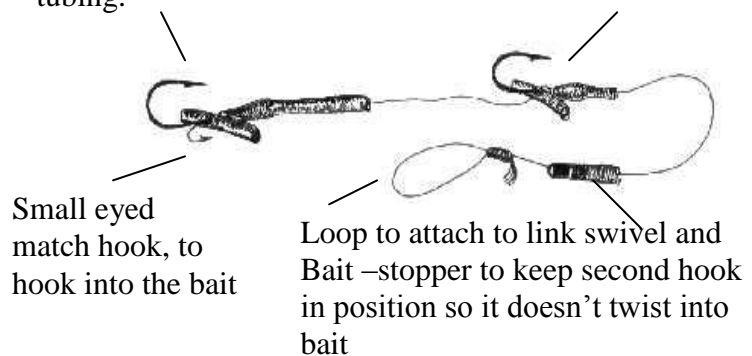 tubing.
Small eyed
match hook, to
hook into the bait
Loop to attach to link swivel and
Bait –stopper to keep second hook
in position so it doesn’t twist into
bait